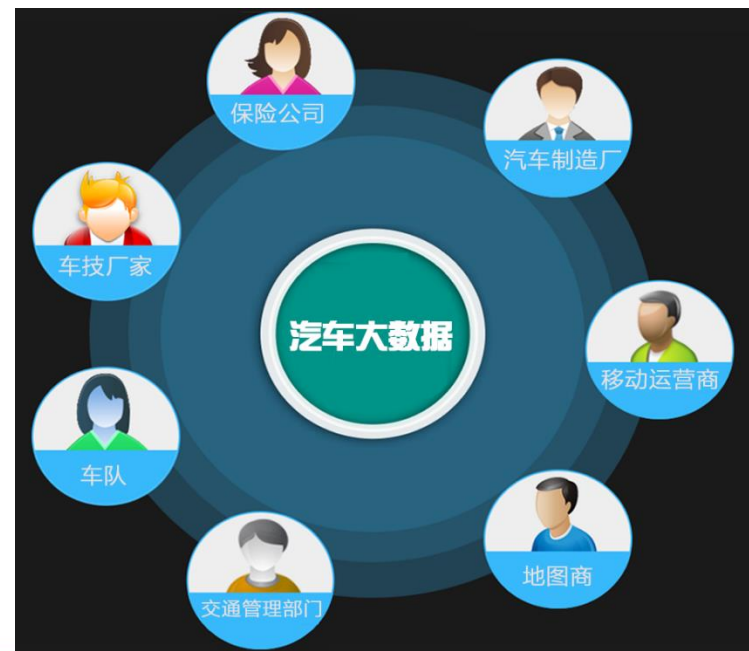 保险公司
汽车制造厂
车技厂家
汽车大数据
移动运营商
车队
地图商
交通管理部门